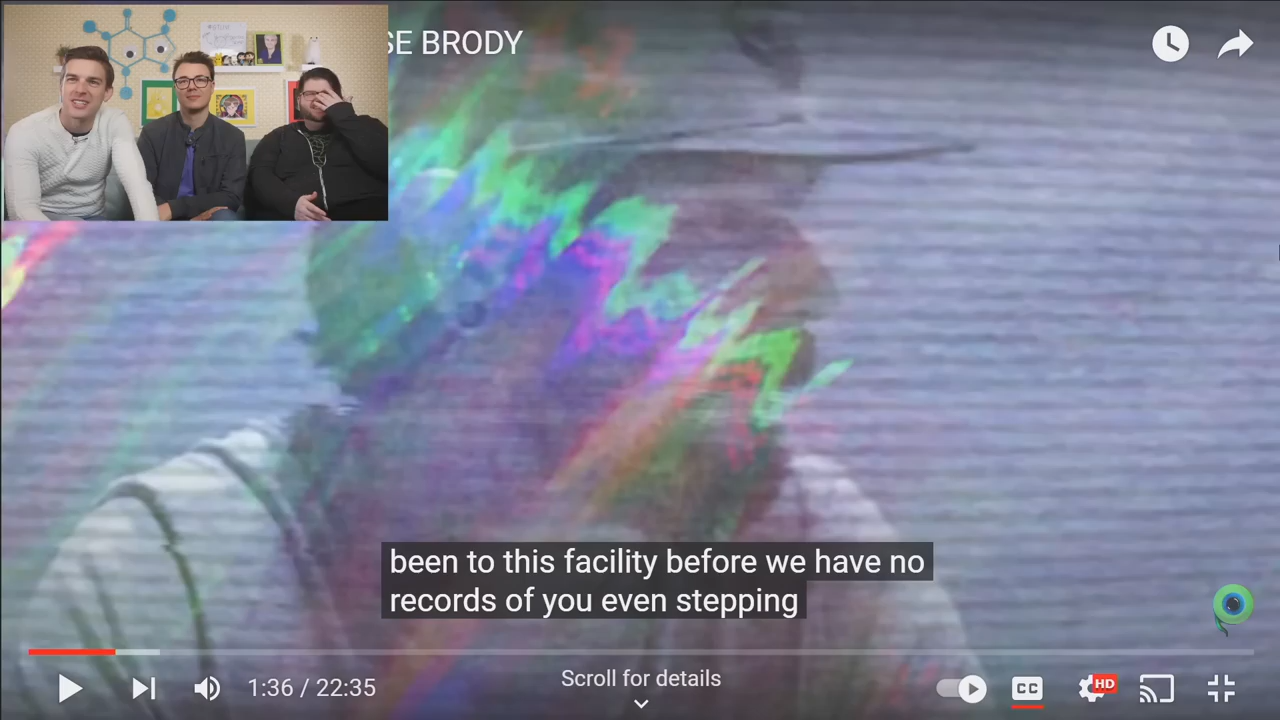 SE BRODY
been to this facility before we have no
records of you even stepping
Scroll for details
1:36 / 22:35
CC
HD